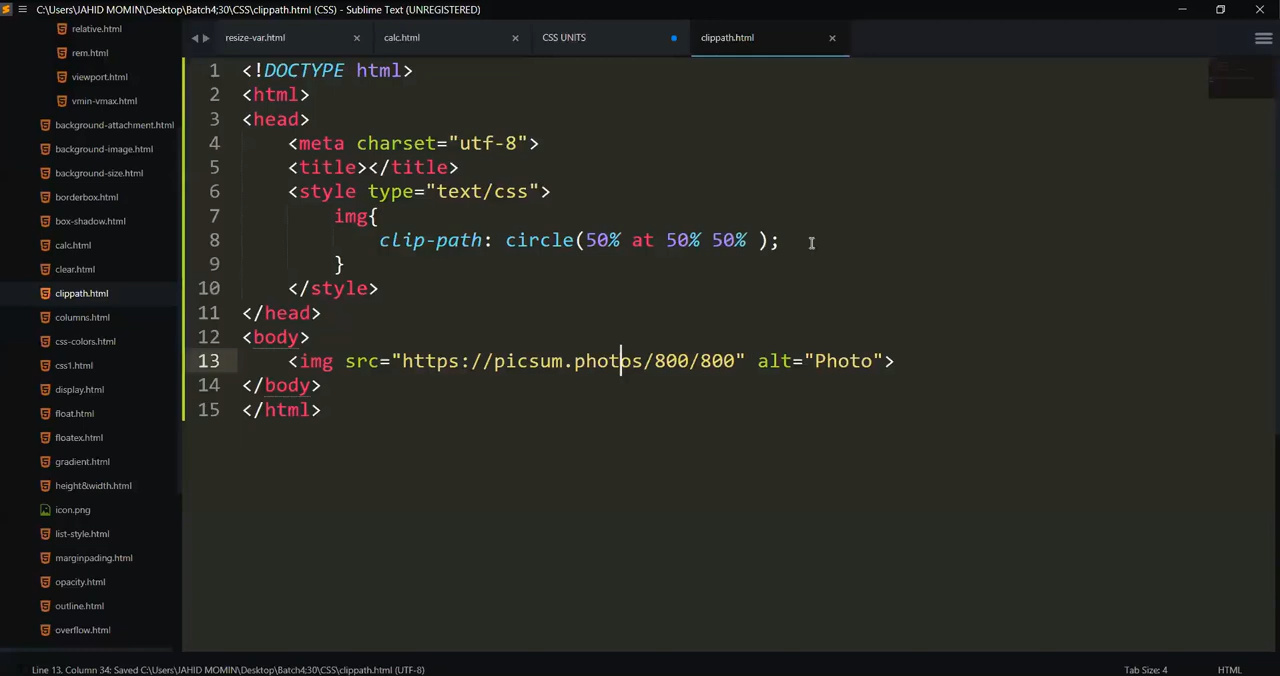 C:\Users\JAHID MOMIN\Desktop\Batch4;30\CSS\clippath.html (CSS) - Sublime Text (UNREGISTERED)
resize-var.html
calc.html
CSS UNITS
clippath.html
relative.html
rem.html
viewport.html
vmin-vmax.html
background-attachment.html
background-image.html
background-size.html
borderbox.html
box-shadow.html
calc.html
clear.html
clippath.html
columns.html
css-colors.html
css1.html
display.html
float.html
floatex.html
gradient.html
height&width.html
icon.png
list-style.html
marginpading.html
opacity.html
outline.html
overflow.html
1 <!DOCTYPE html>
2 <html>
3 <head>
4 <meta charset="utf-8">
5 <title></title>
6 <style type="text/css">
7 img{
8 clip-path: circle(50% at 50% 50% );
9 }
10 </style>
11 </head>
12 <body>
13 <img src="https://picsum.photos/800/800" alt="Photo">
14 </body>
15 </html>
Line 13, Column 34; Saved C:\Users\JAHID MOMIN\Desktop\Batch4;30\CSS\clippath.html (UTF-8)
Tab Size: 4
HTML